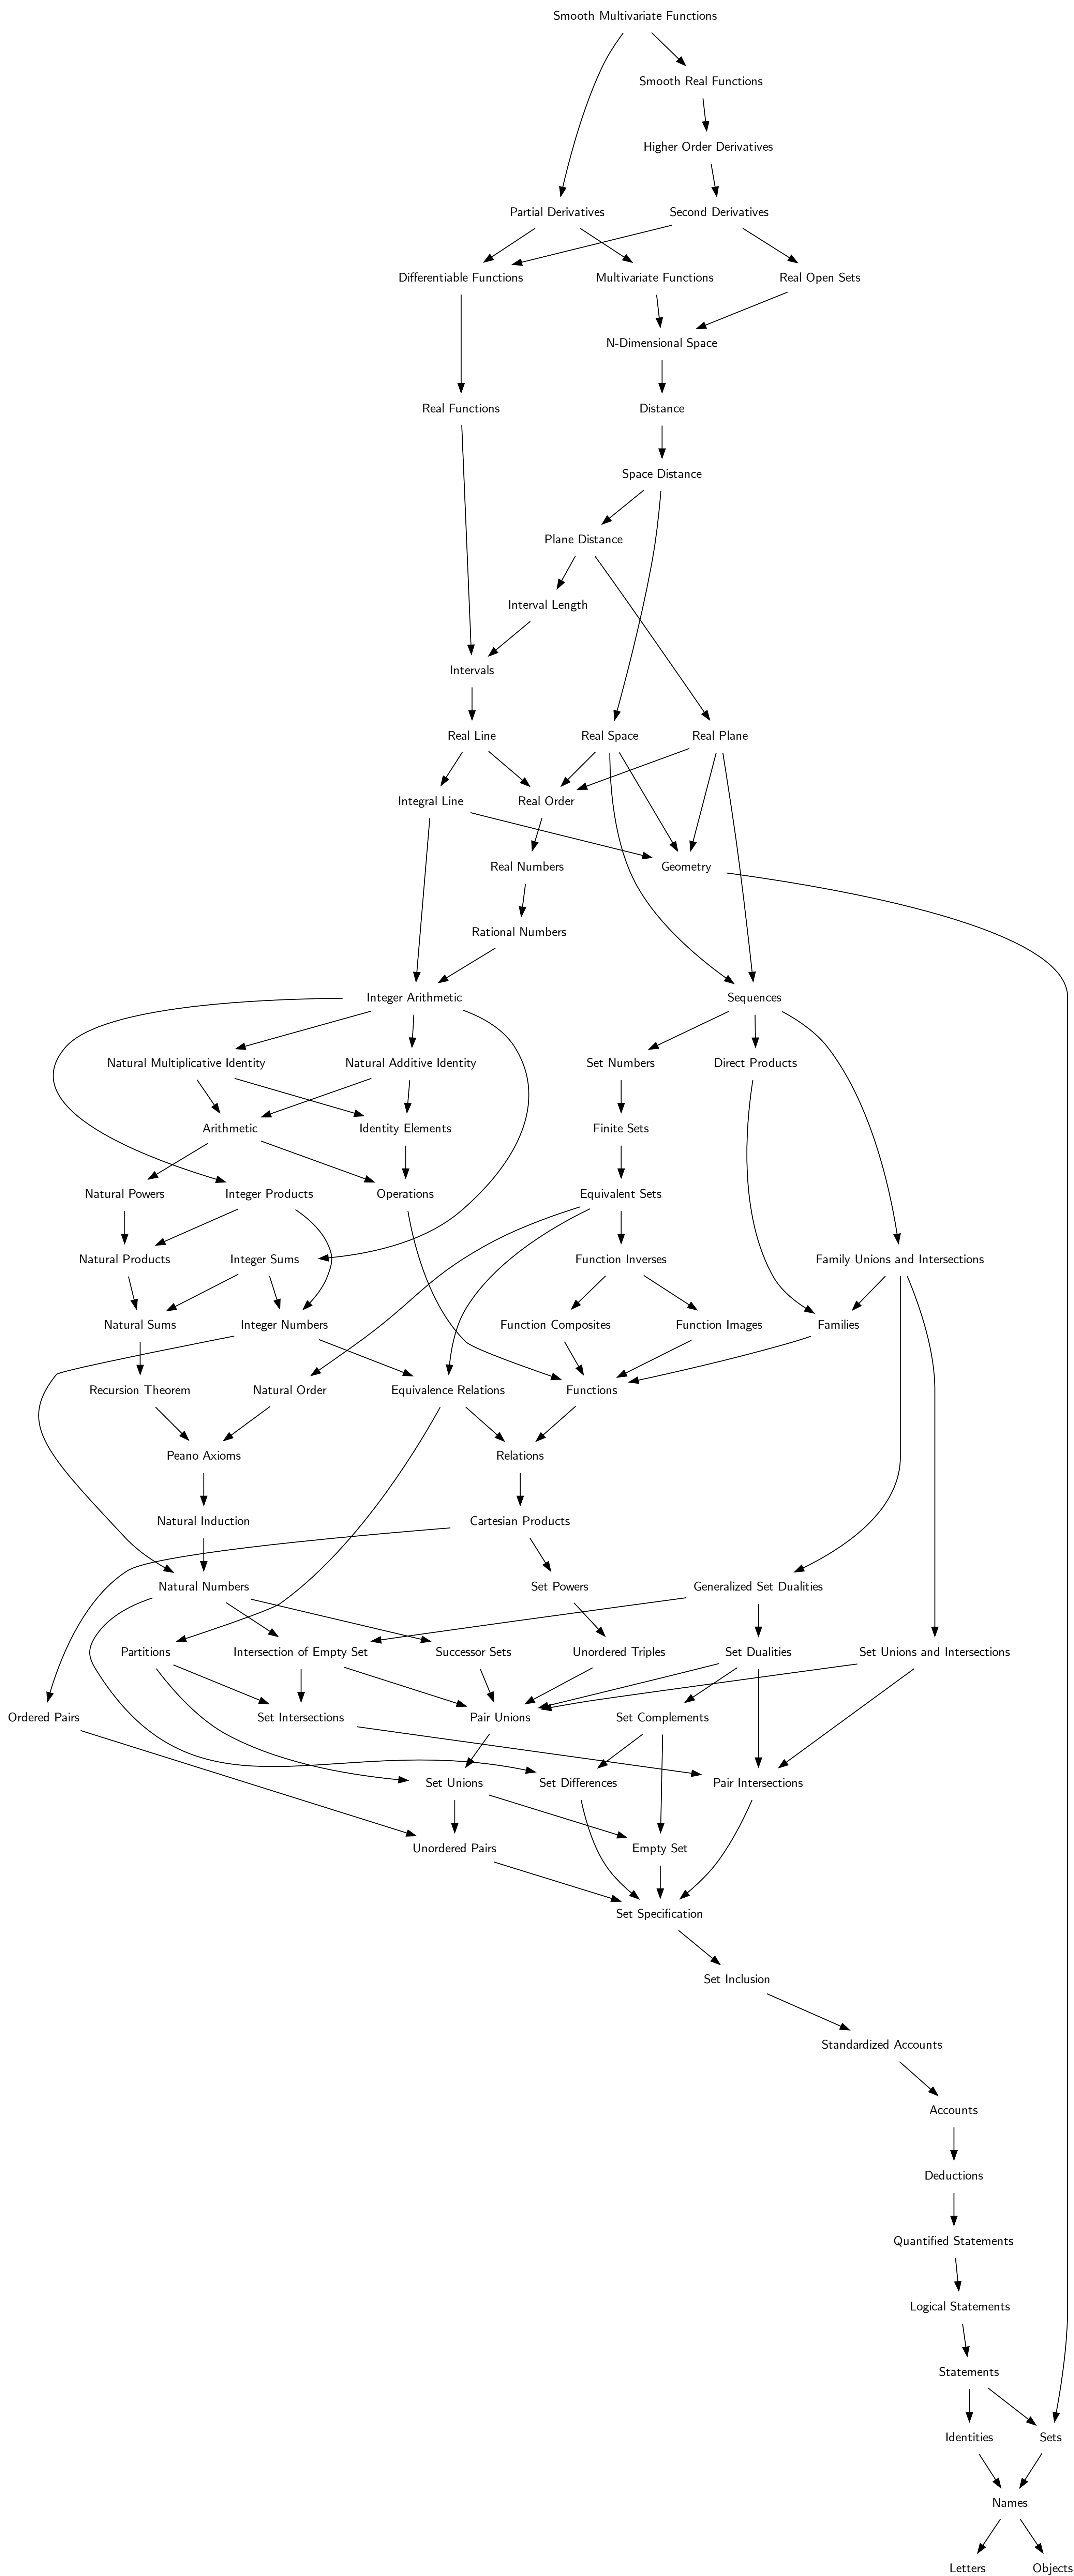 Smooth Multivariate Functions
Smooth Real Functions
Higher Order Derivatives
Partial Derivatives
Second Derivatives
Differentiable Functions
Multivariate Functions
Real Open Sets
N-Dimensional Space
Real Functions
Distance
Space Distance
Plane Distance
Interval Length
Intervals
Real Line
Real Space
Real Plane
Integral Line
Real Order
Real Numbers
Geometry
Rational Numbers
Integer Arithmetic
Sequences
Natural Multiplicative Identity
Natural Additive Identity
Set Numbers
Direct Products
Arithmetic
Identity Elements
Finite Sets
Natural Powers
Integer Products
Operations
Equivalent Sets
Natural Products
Integer Sums
Function Inverses
Family Unions and Intersections
Natural Sums
Integer Numbers
Function Composites
Function Images
Families
Recursion Theorem
Natural Order
Equivalence Relations
Functions
Peano Axioms
Relations
Natural Induction
Cartesian Products
Natural Numbers
Set Powers
Generalized Set Dualities
Partitions
Intersection of Empty Set
Successor Sets
Unordered Triples
Set Dualities
Set Unions and Intersections
Ordered Pairs
Set Intersections
Pair Unions
Set Complements
Set Unions
Set Differences
Pair Intersections
Unordered Pairs
Empty Set
Set Specification
Set Inclusion
Standardized Accounts
Accounts
Deductions
Quantified Statements
Logical Statements
Statements
Identities
Sets
Names
Letters
Objects